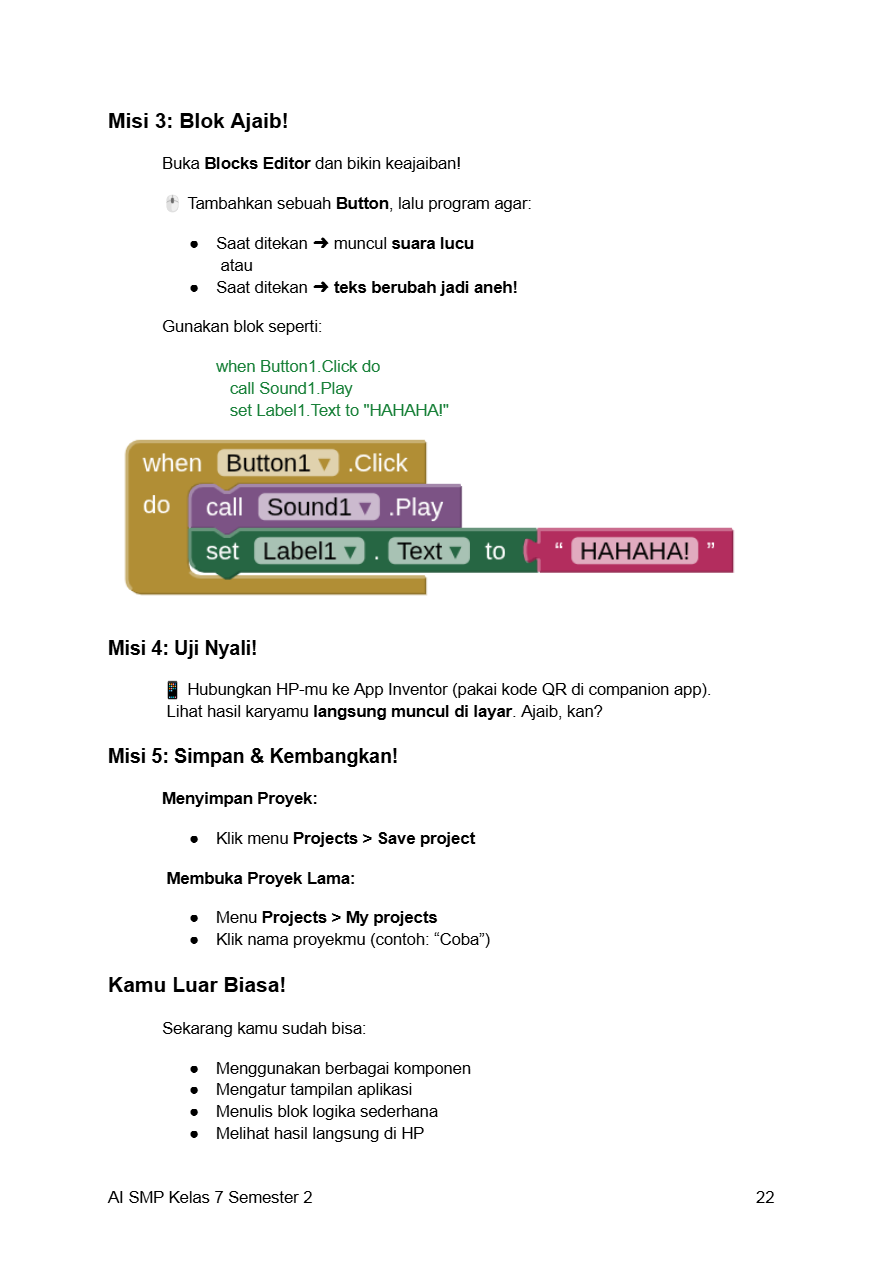 Misi 3: Blok Ajaib!
Buka Blocks Editor dan bikin keajaiban!
🖱️ Tambahkan sebuah Button, lalu program agar:
● Saat ditekan ➜ muncul suara lucu
atau
● Saat ditekan ➜ teks berubah jadi aneh!
Gunakan blok seperti:
when Button1.Click do
call Sound1.Play
set Label1.Text to "HAHAHA!"
when Button1 ▼ .Click
do call Sound1 ▼ .Play
set Label1 ▼ . Text ▼ to “ HAHAHA! ”
Misi 4: Uji Nyali!
📱 Hubungkan HP-mu ke App Inventor (pakai kode QR di companion app).
Lihat hasil karyamu langsung muncul di layar. Ajaib, kan?
Misi 5: Simpan & Kembangkan!
Menyimpan Proyek:
● Klik menu Projects > Save project
Membuka Proyek Lama:
● Menu Projects > My projects
● Klik nama proyekmu (contoh: “Coba”)
Kamu Luar Biasa!
Sekarang kamu sudah bisa:
● Menggunakan berbagai komponen
● Mengatur tampilan aplikasi
● Menulis blok logika sederhana
● Melihat hasil langsung di HP
AI SMP Kelas 7 Semester 2 22